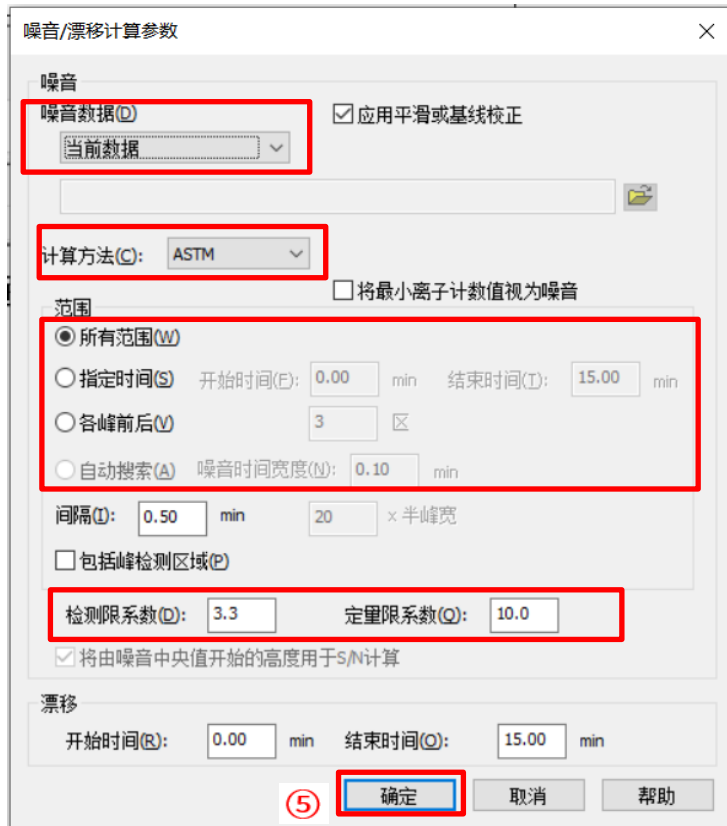 噪音/漂移计算参数
噪音
噪音数据(D)
应用平滑或基线校正
当前数据
计算方法(C): ASTM
将最小离子计数值视为噪音
范围
所有范围(W)
指定时间(S) 开始时间(F): 0.00 min 结束时间(T): 15.00 min
各峰前后(V) 3 区
自动搜索(A) 噪音时间宽度(N): 0.10 min
间隔(I): 0.50 min 20 x 半峰宽
包括峰检测区域(P)
检测限系数(D): 3.3 定量限系数(Q): 10.0
将由噪音中央值开始的高度用于S/N计算
漂移
开始时间(R): 0.00 min 结束时间(O): 15.00 min
⑤ 确定 取消 帮助